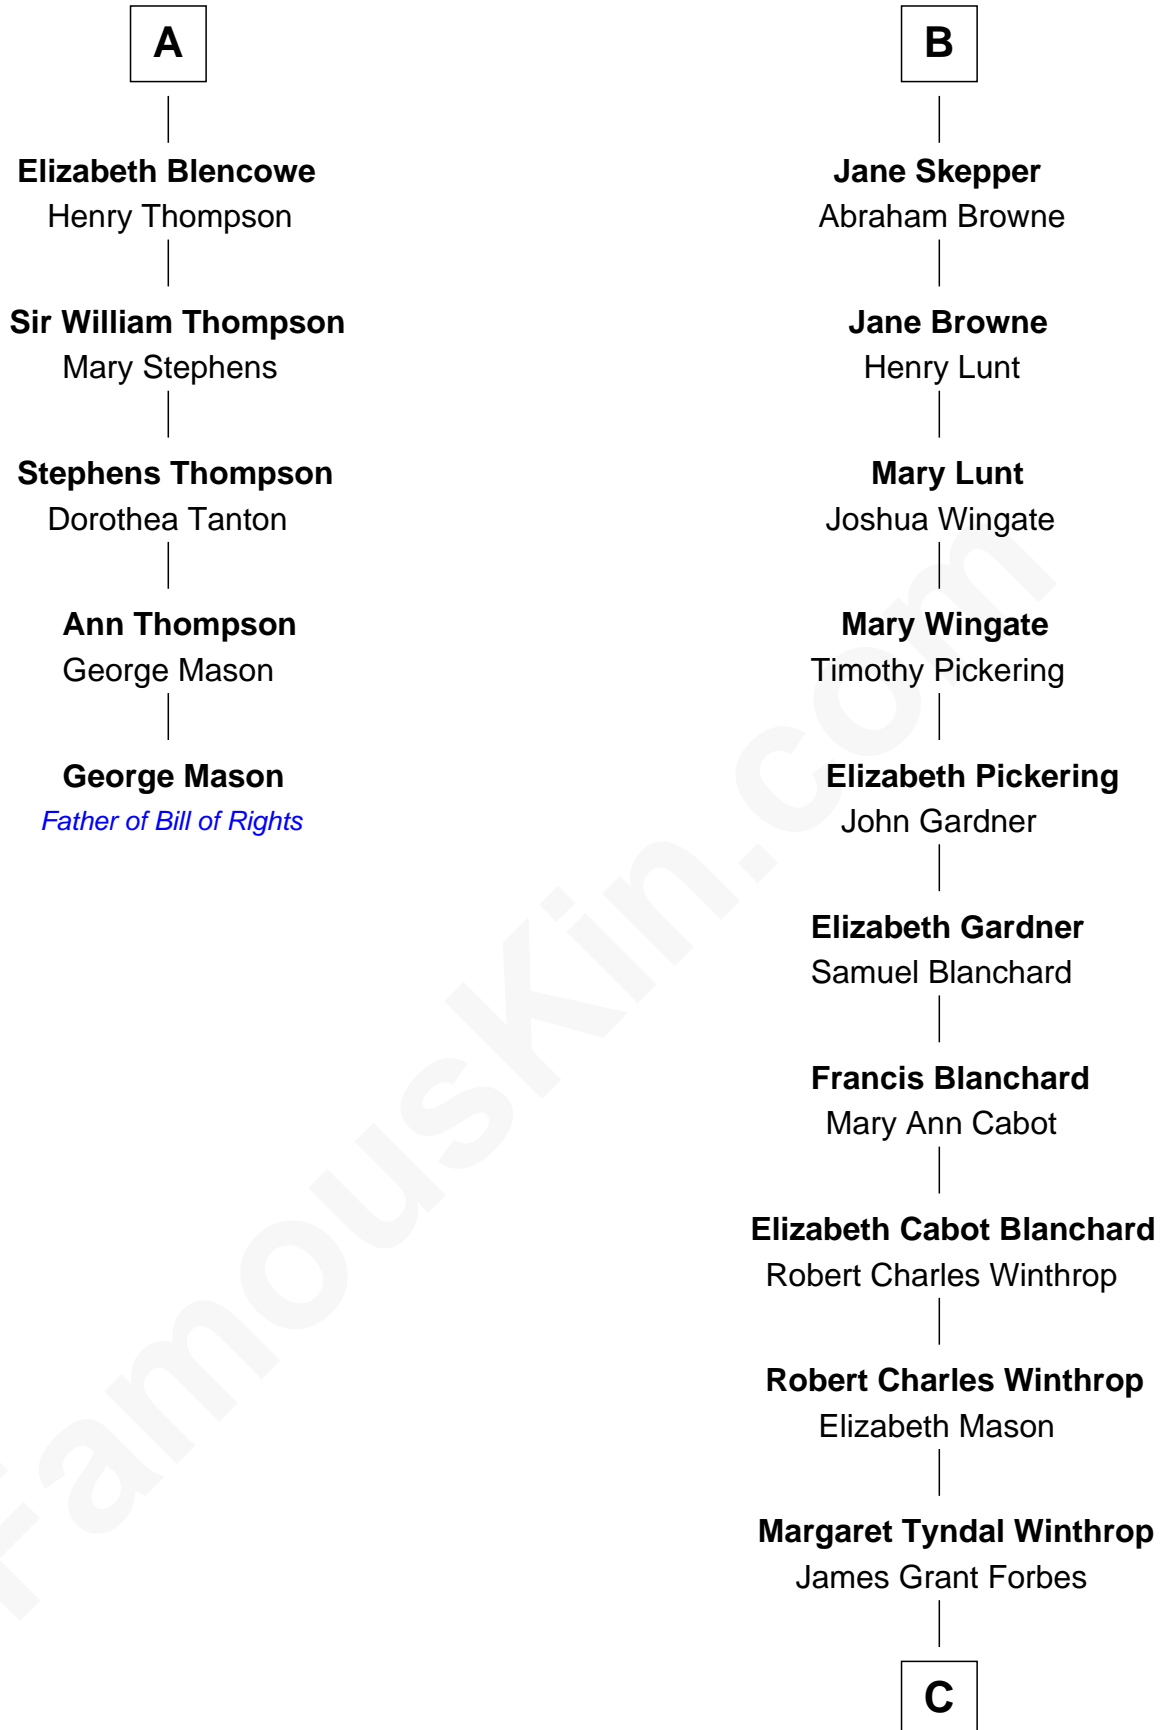 A
Elizabeth Blencowe
Henry Thompson
Sir William Thompson
Mary Stephens
Stephens Thompson
Dorothea Tanton
Ann Thompson
George Mason
George Mason
Father of Bill of Rights
B
Jane Skepper
Abraham Browne
Jane Browne
Henry Lunt
Mary Lunt
Joshua Wingate
Mary Wingate
Timothy Pickering
Elizabeth Pickering
John Gardner
Elizabeth Gardner
Samuel Blanchard
Francis Blanchard
Mary Ann Cabot
Elizabeth Cabot Blanchard
Robert Charles Winthrop
Robert Charles Winthrop
Elizabeth Mason
Margaret Tyndal Winthrop
James Grant Forbes
C
FamousKin.com